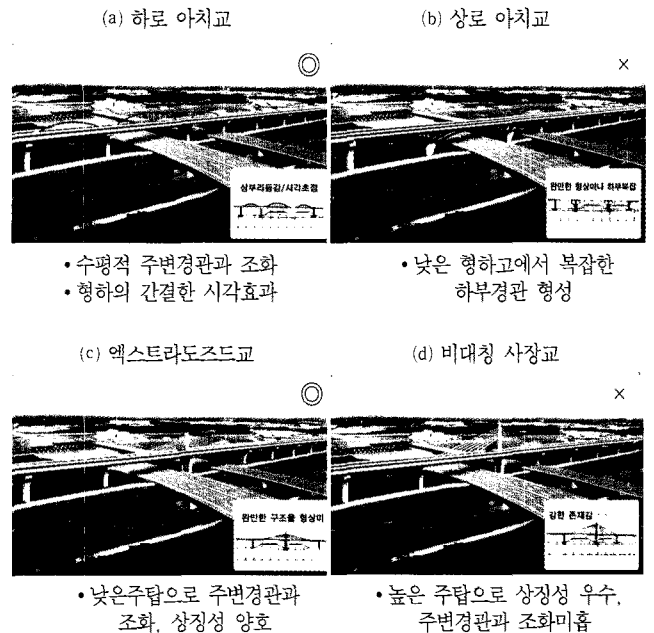 (a) 하로 아치교
(b) 상로 아치교
◎
×
상부리듬감/시각초점
완만한 형상이나 하부복잡
• 수평적 주변경관과 조화
• 형하의 간결한 시각효과
• 낮은 형하고에서 복잡한
하부경관 형성
(c) 엑스트라도즈드교
(d) 비대칭 사장교
◎
×
완만한 구조물 형상미
강한 존재감
• 낮은주탑으로 주변경관과
조화, 상징성 양호
• 높은 주탑으로 상징성 우수,
주변경관과 조화미흡